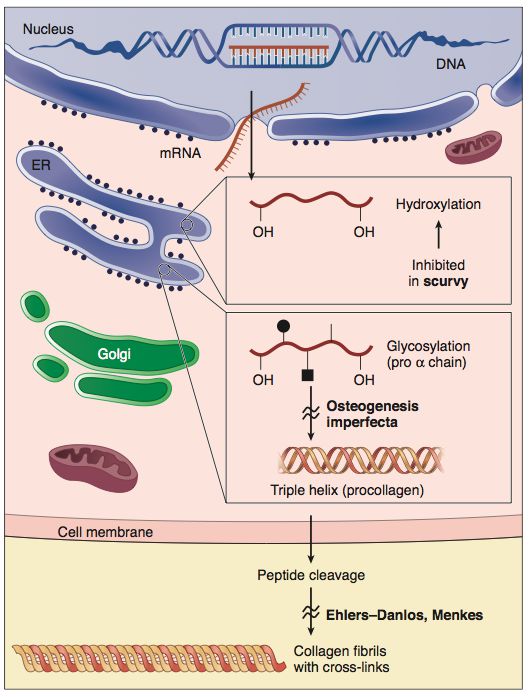 Nucleus
DNA
mRNA
ER
Hydroxylation
OH
OH
Inhibited
in scurvy
Golgi
Glycosylation
(pro α chain)
OH
OH
Osteogenesis
imperfecta
Triple helix (procollagen)
Cell membrane
Peptide cleavage
Ehlers–Danlos, Menkes
Collagen fibrils
with cross-links